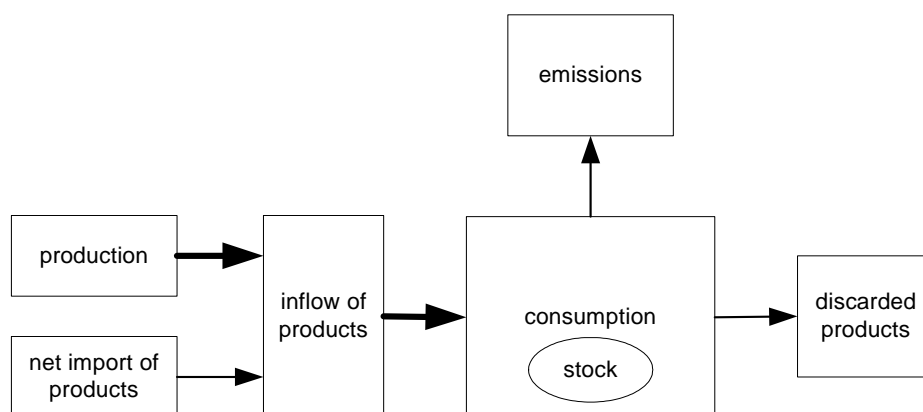 emissions
production
inflow of
products
net import of
products
consumption
stock
discarded
products